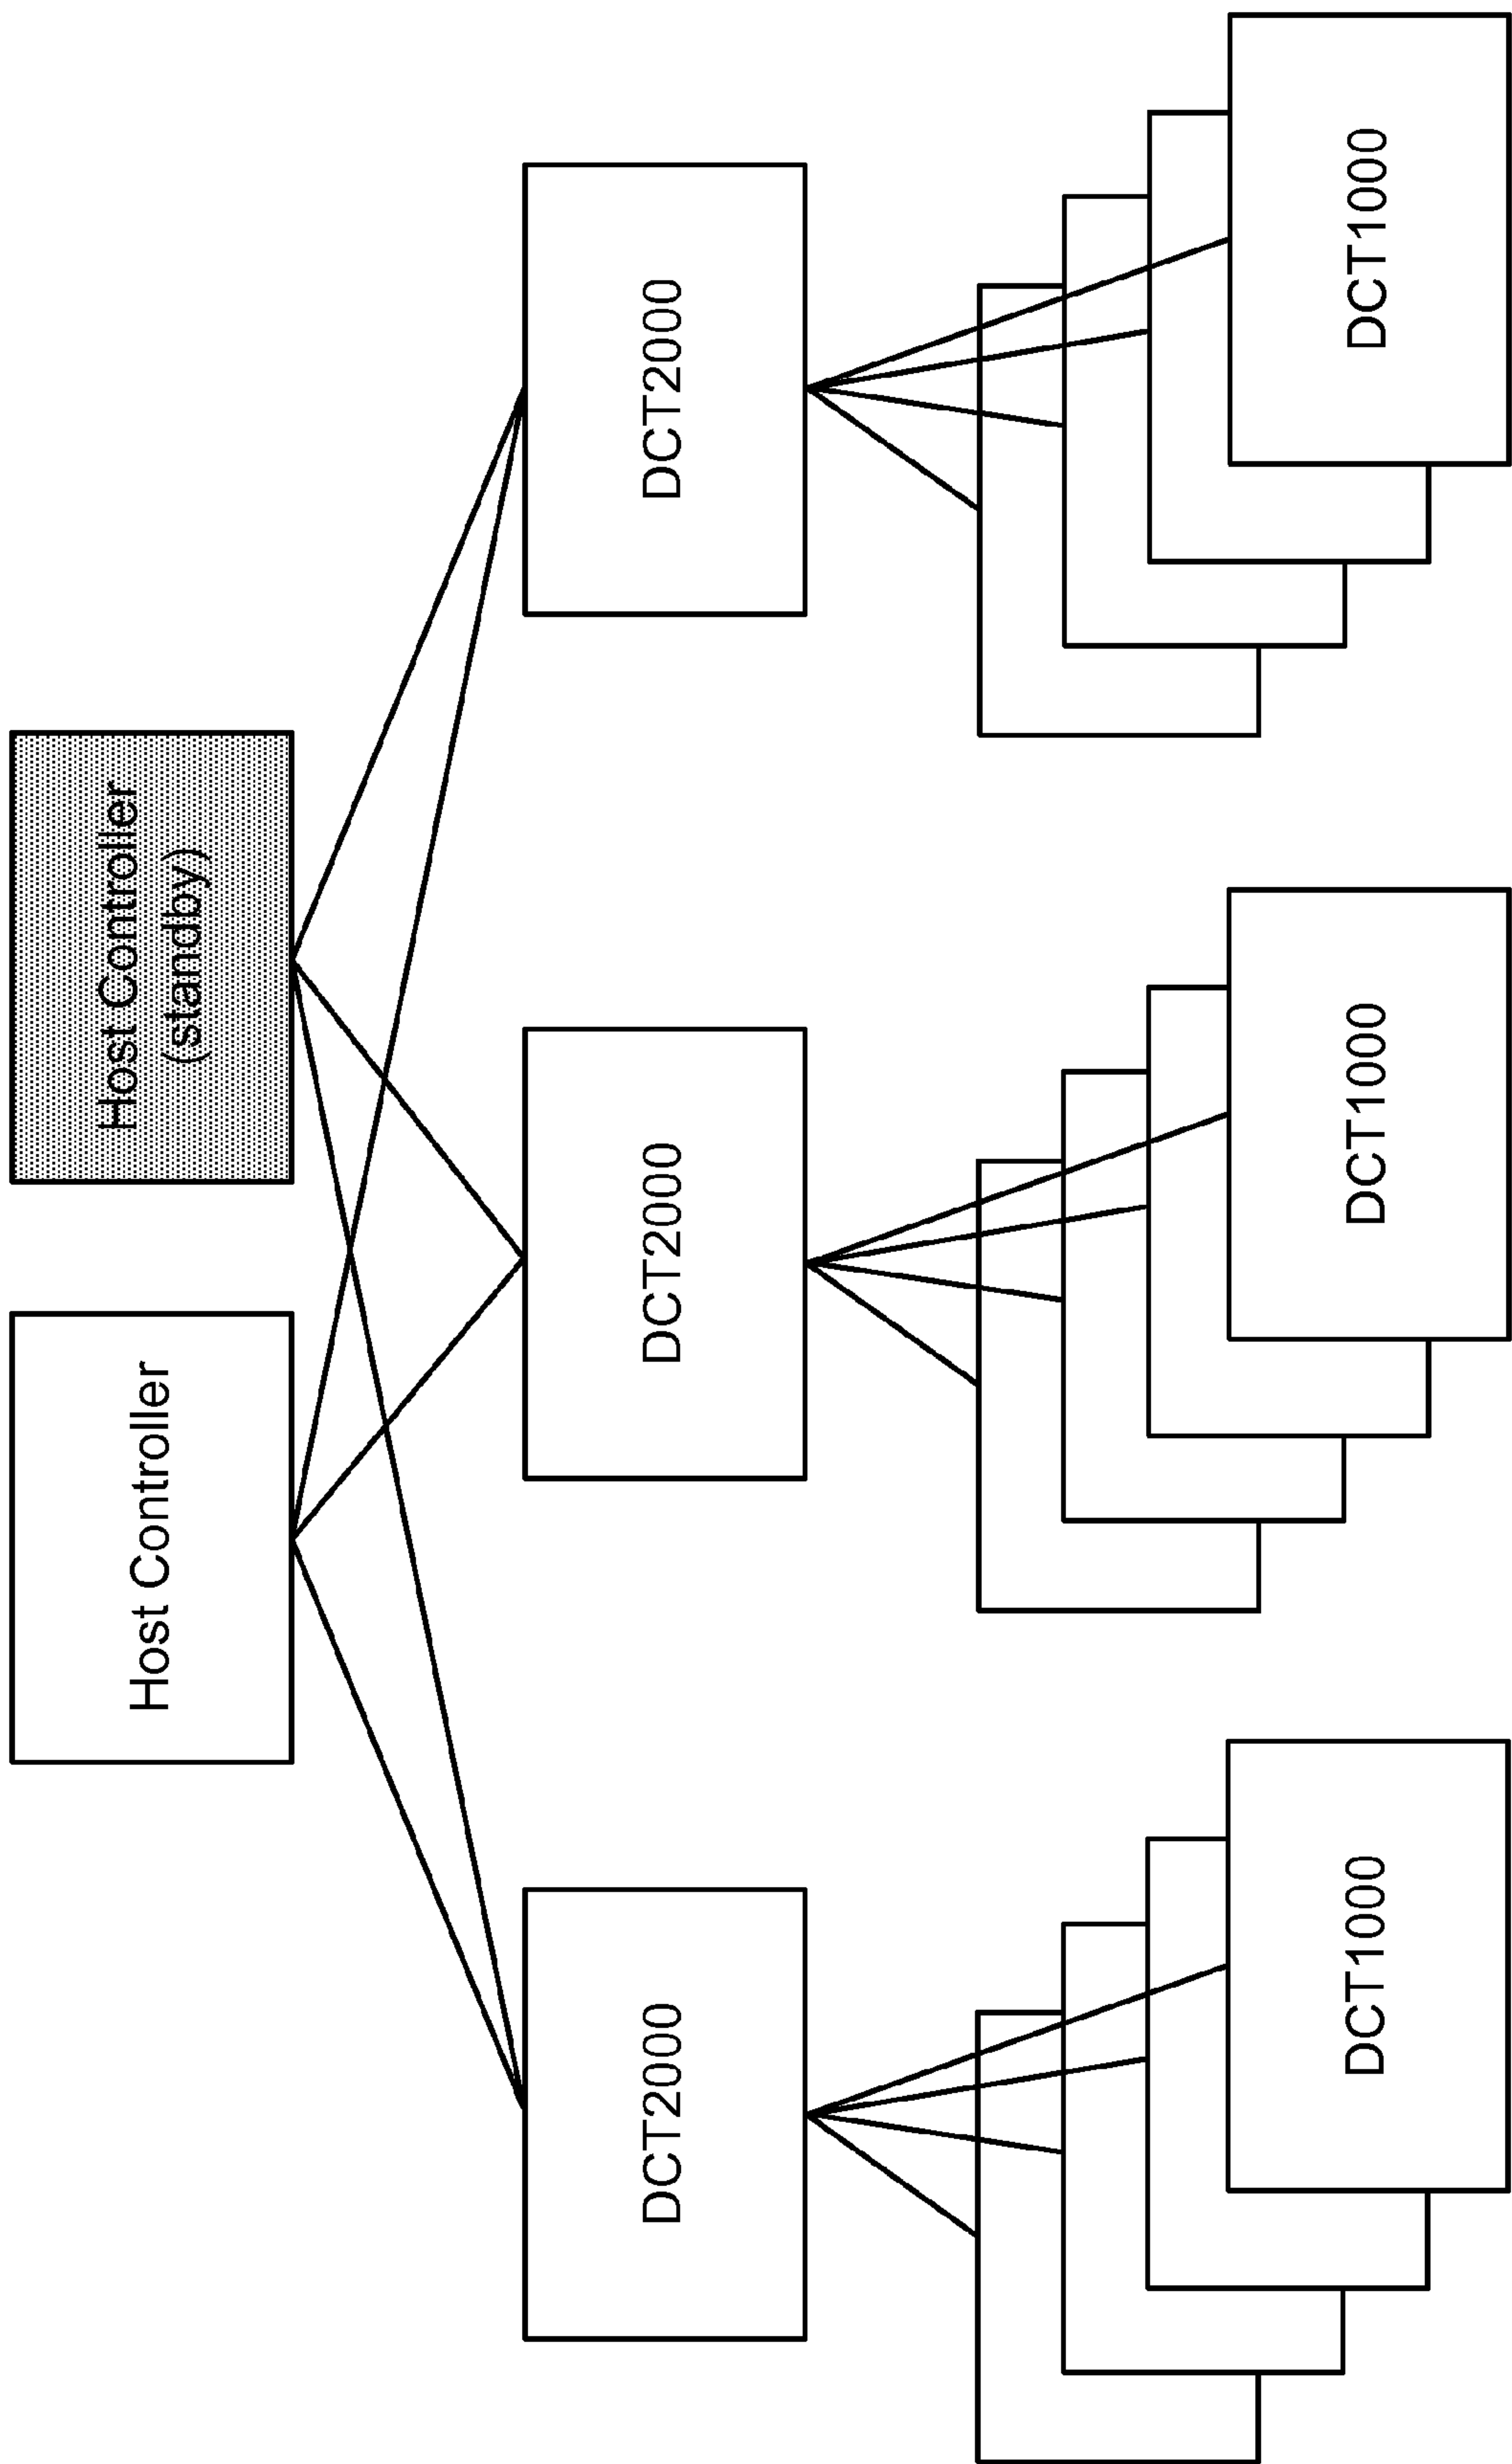 Host Controller
Host Controller
(standby)
DCT2000
DCT2000
DCT2000
DCT1000
DCT1000
DCT1000